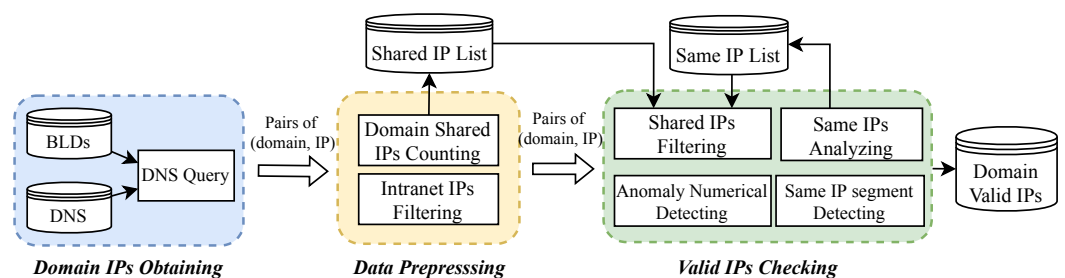 Shared IP List
Same IP List
BLDs
DNS
DNS Query
Pairs of
(domain, IP)
Domain Shared
IPs Counting
Intranet IPs
Filtering
Pairs of
(domain, IP)
Shared IPs
Filtering
Same IPs
Analyzing
Anomaly Numerical
Detecting
Same IP segment
Detecting
Domain
Valid IPs
Domain IPs Obtaining
Data Prepresssing
Valid IPs Checking